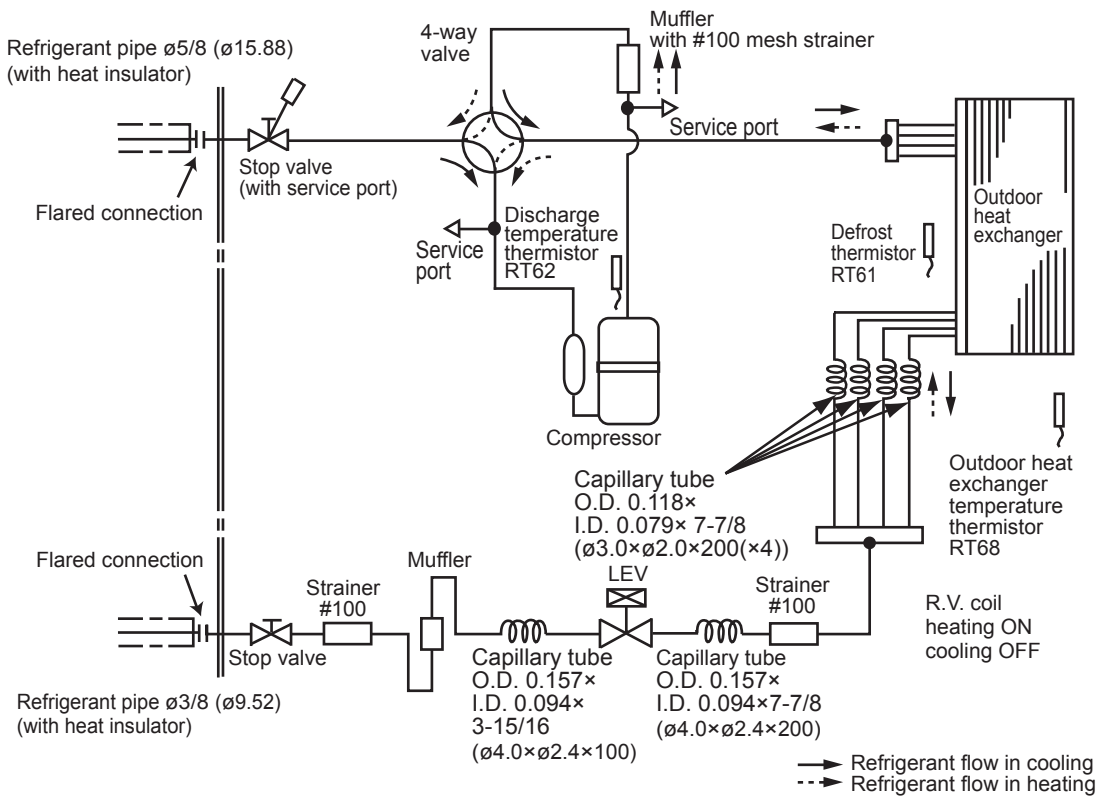 Refrigerant pipe ø5/8 (ø15.88)
(with heat insulator)
4-way
valve
Muffler
with #100 mesh strainer
Service port
Stop valve
(with service port)
Flared connection
Outdoor
heat
exchanger
Service
port
Discharge
temperature
thermistor
RT62
Defrost
thermistor
RT61
Compressor
Capillary tube
O.D. 0.118×
I.D. 0.079× 7-7/8
(ø3.0×ø2.0×200(×4))
Outdoor heat
exchanger
temperature
thermistor
RT68
Flared connection
Strainer
#100
Muffler
LEV
Strainer
#100
R.V. coil
heating ON
cooling OFF
Stop valve
Capillary tube
O.D. 0.157×
I.D. 0.094×
3-15/16
(ø4.0×ø2.4×100)
Capillary tube
O.D. 0.157×
I.D. 0.094×7-7/8
(ø4.0×ø2.4×200)
Refrigerant pipe ø3/8 (ø9.52)
(with heat insulator)
Refrigerant flow in cooling
Refrigerant flow in heating